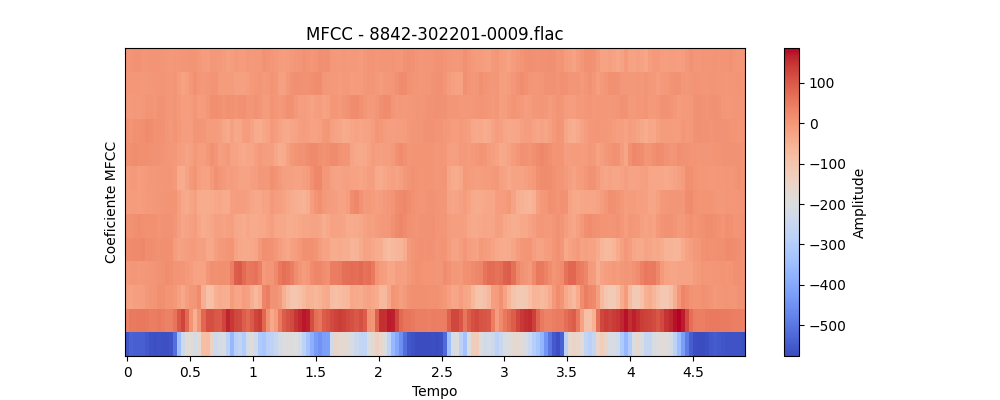 MFCC - 8842-302201-0009.flac
Coeficiente MFCC
0 0.5 1 1.5 2 2.5 3 3.5 4 4.5
Tempo
100
0
−100
−200
−300
−400
−500
Amplitude